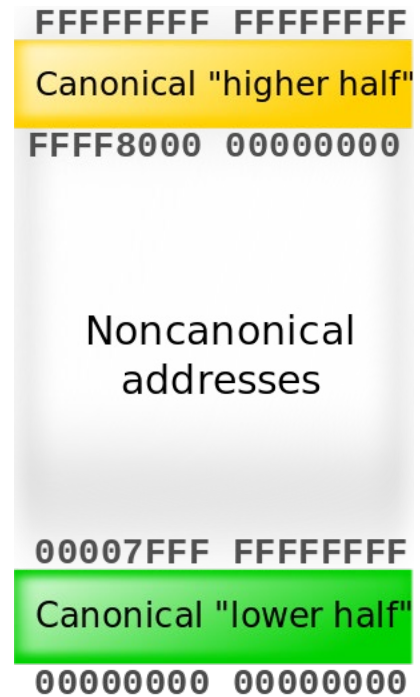 FFFFFFFF FFFFFFFF
Canonical "higher half"
FFFF8000 00000000
Noncanonical
addresses
00007FFF FFFFFFFF
Canonical "lower half"
00000000 00000000